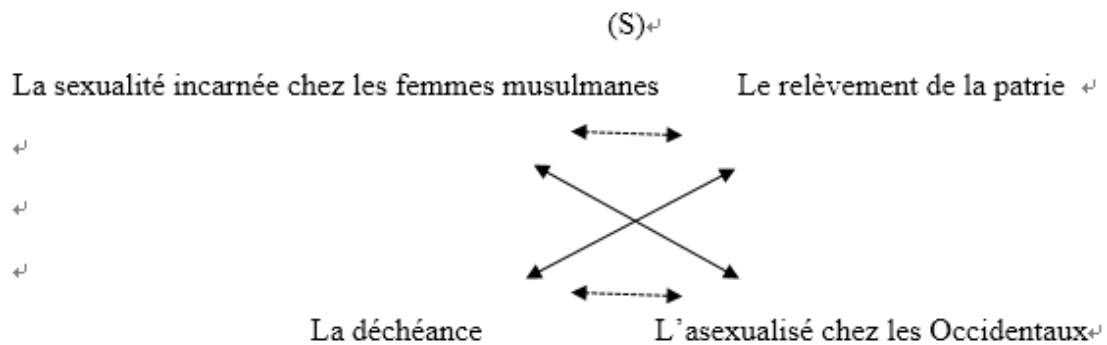 (S)
La sexualité incarnée chez les femmes musulmanes Le relèvement de la patrie
La déchéance L'asexualisé chez les Occidentaux